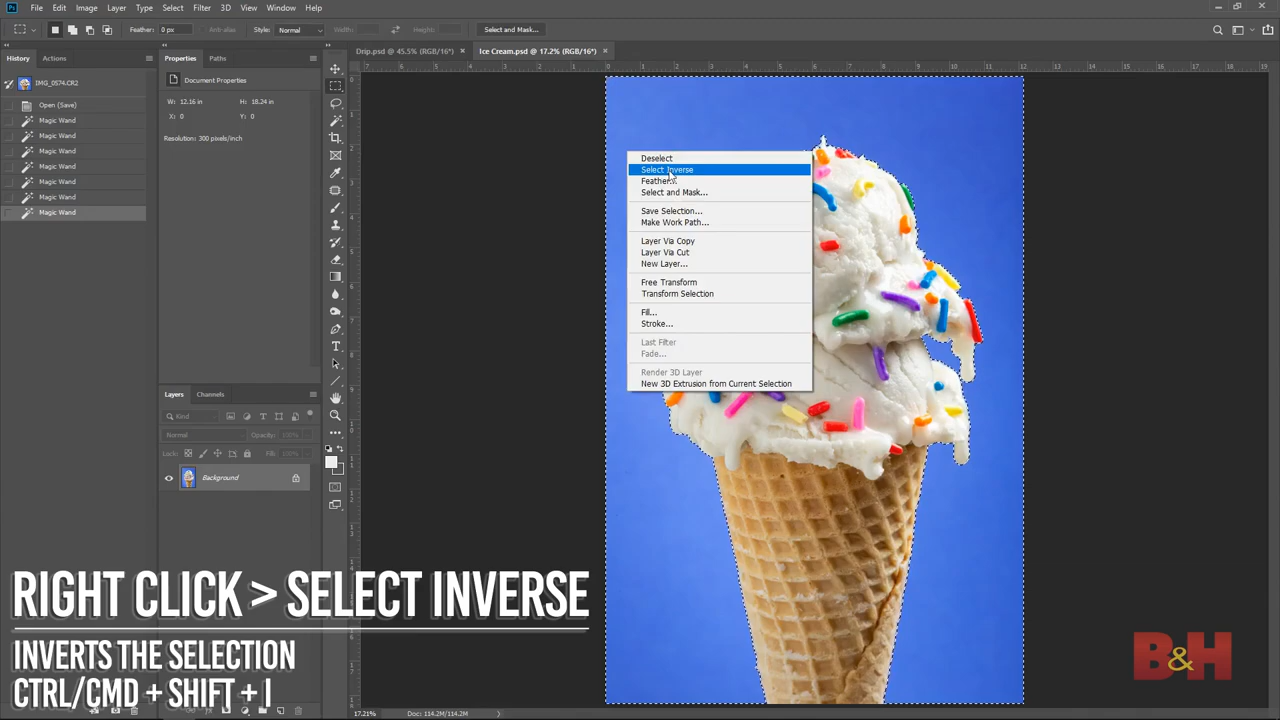 Ps File Edit Image Layer Type Select Filter 3D View Window Help
Feather: 0 px Anti-alias Style: Normal Width: Height: Select and Mask...
Drip.psd @ 45.5% (RGB/16*) × Ice Cream.psd @ 17.2% (RGB/16*) ×
History Actions
IMG_0574.CR2
Open (Save)
Magic Wand
Magic Wand
Magic Wand
Magic Wand
Magic Wand
Magic Wand
Magic Wand
Properties Paths
Document Properties
W: 12.16 in H: 18.24 in
X: 0 Y: 0
Resolution: 300 pixels/inch
Layers Channels
Kind
Normal Opacity: 100%
Lock: Fill: 100%
Background
Deselect
Select Inverse
Feather...
Select and Mask...
Save Selection...
Make Work Path...
Layer Via Copy
Layer Via Cut
New Layer...
Free Transform
Transform Selection
Fill...
Stroke...
Last Filter
Fade...
Render 3D Layer
New 3D Extrusion from Current Selection
RIGHT CLICK > SELECT INVERSE
INVERTS THE SELECTION
CTRL/CMD + SHIFT + I
B&H
17.21% Doc: 114.2M/114.2M